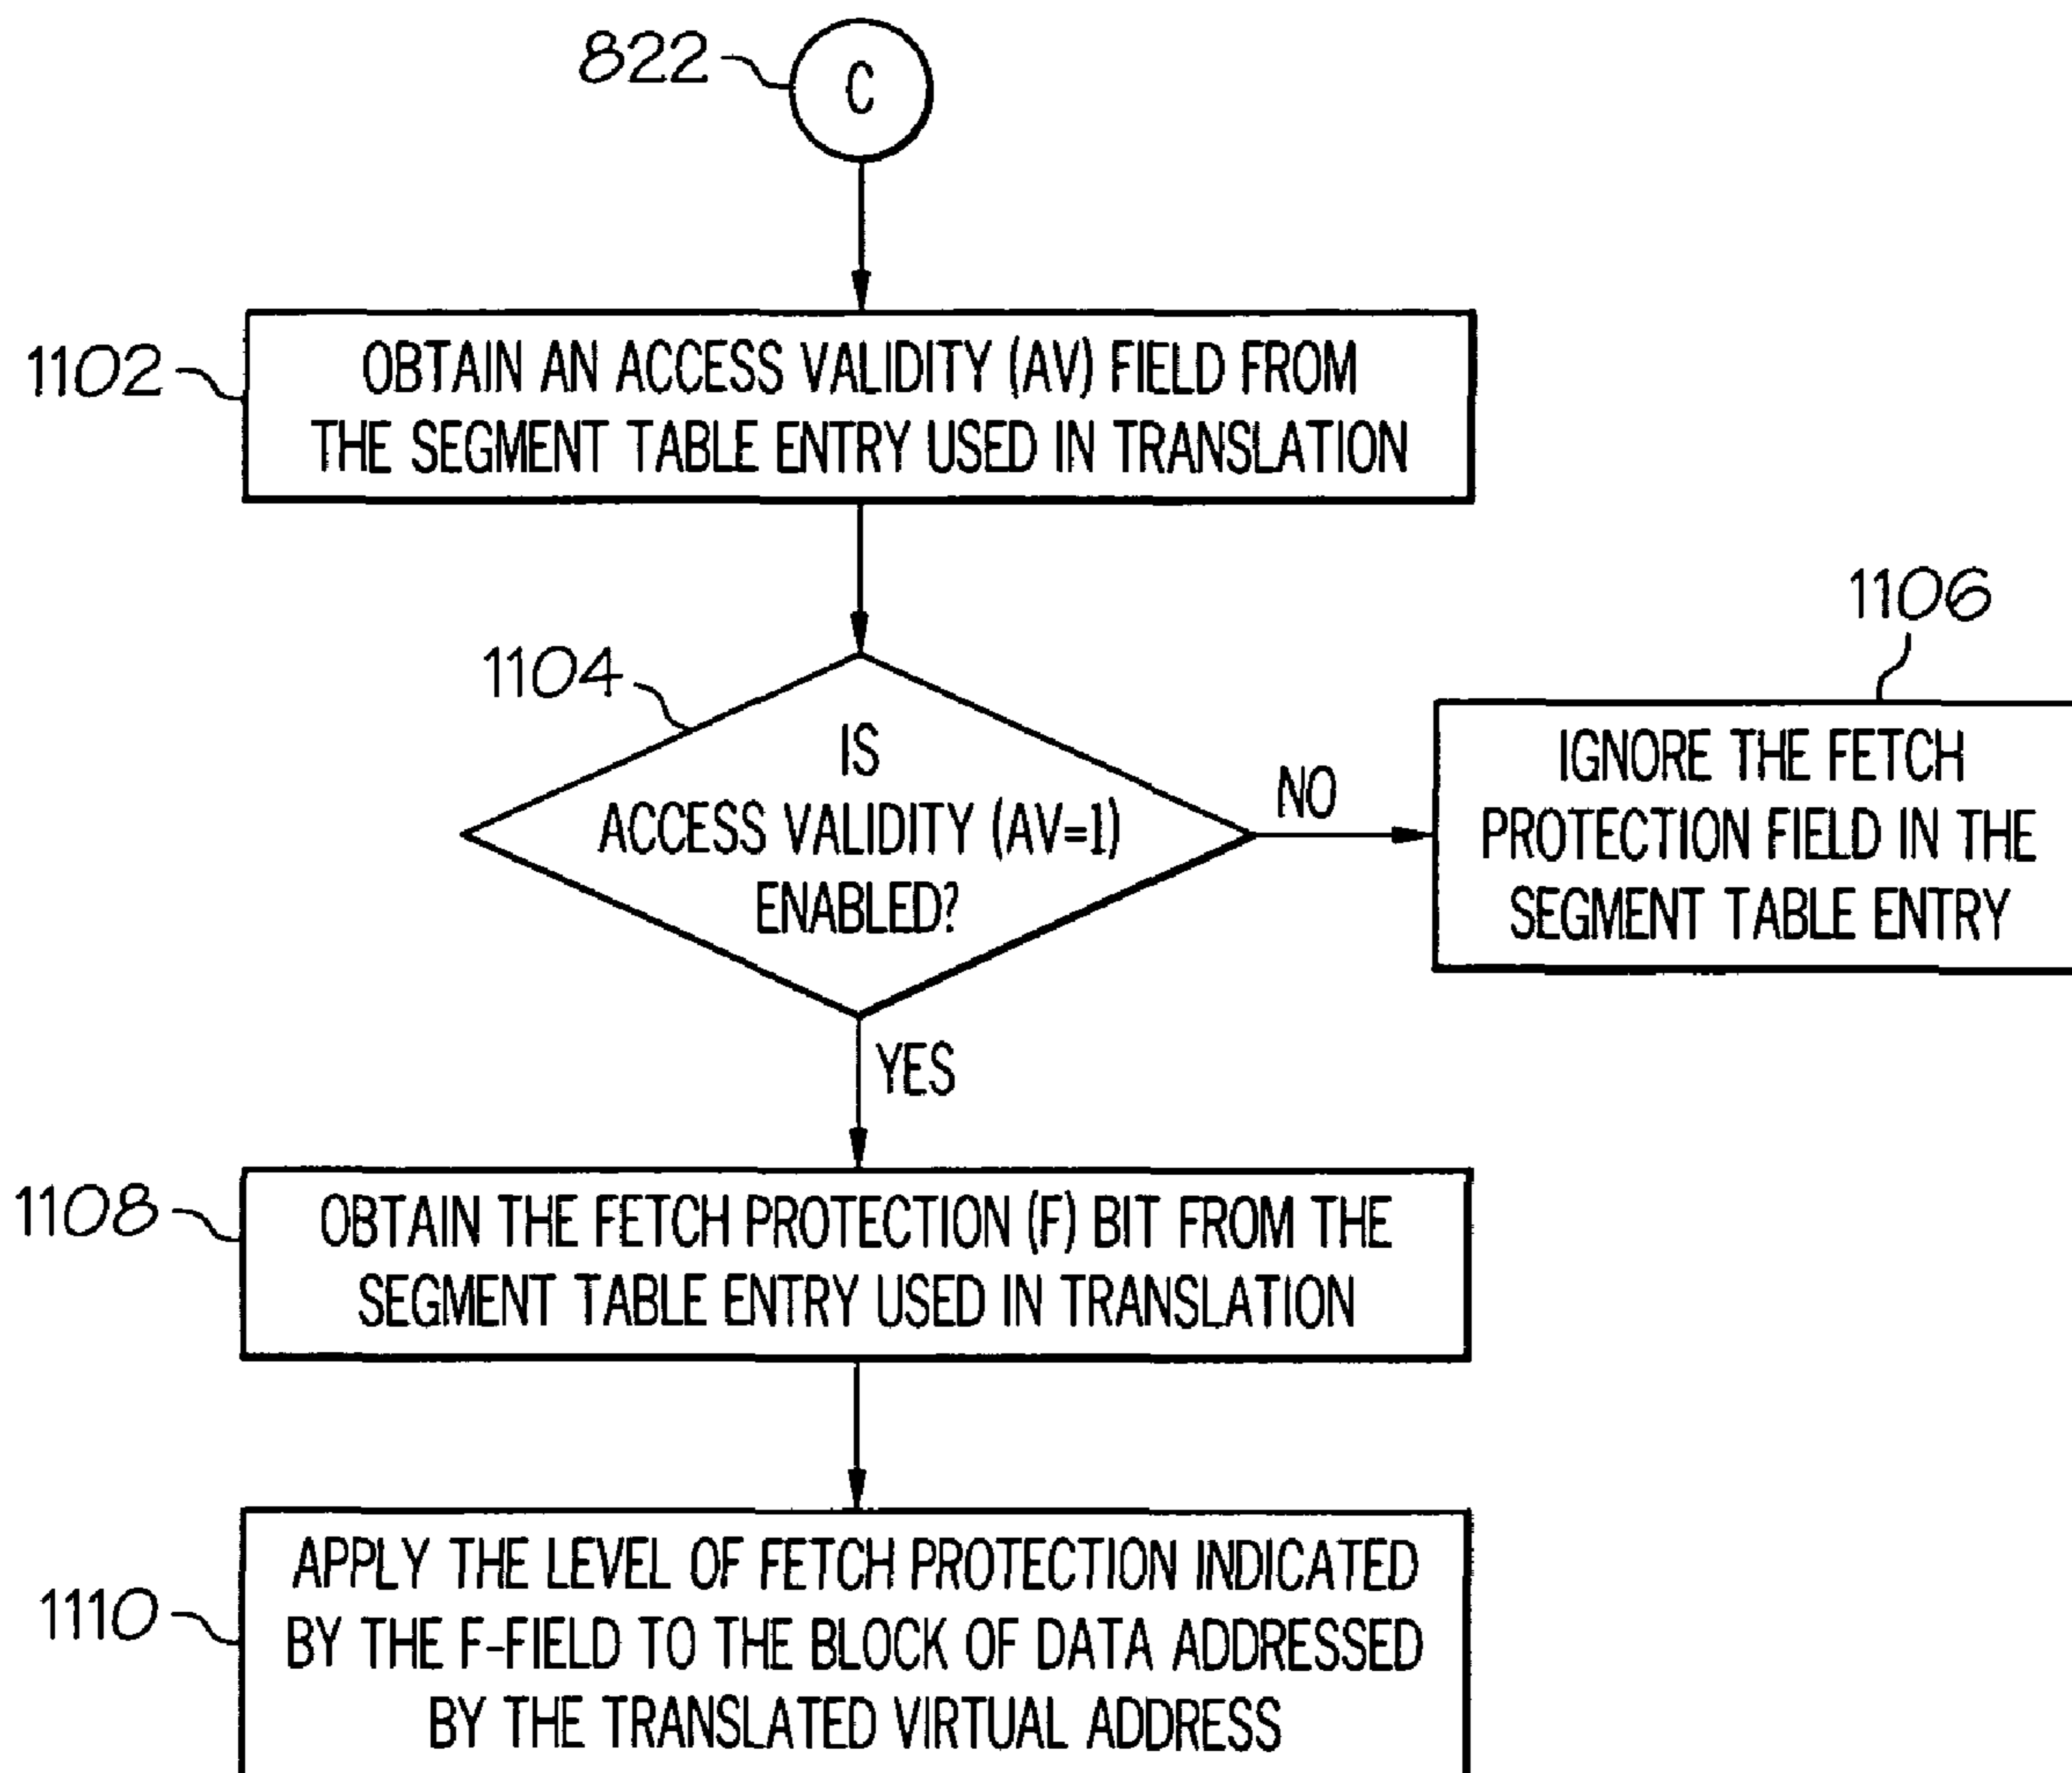 822
C
1102
OBTAIN AN ACCESS VALIDITY (AV) FIELD FROM
THE SEGMENT TABLE ENTRY USED IN TRANSLATION
1104
IS
ACCESS VALIDITY (AV=1)
ENABLED?
NO
1106
IGNORE THE FETCH
PROTECTION FIELD IN THE
SEGMENT TABLE ENTRY
YES
1108
OBTAIN THE FETCH PROTECTION (F) BIT FROM THE
SEGMENT TABLE ENTRY USED IN TRANSLATION
1110
APPLY THE LEVEL OF FETCH PROTECTION INDICATED
BY THE F-FIELD TO THE BLOCK OF DATA ADDRESSED
BY THE TRANSLATED VIRTUAL ADDRESS